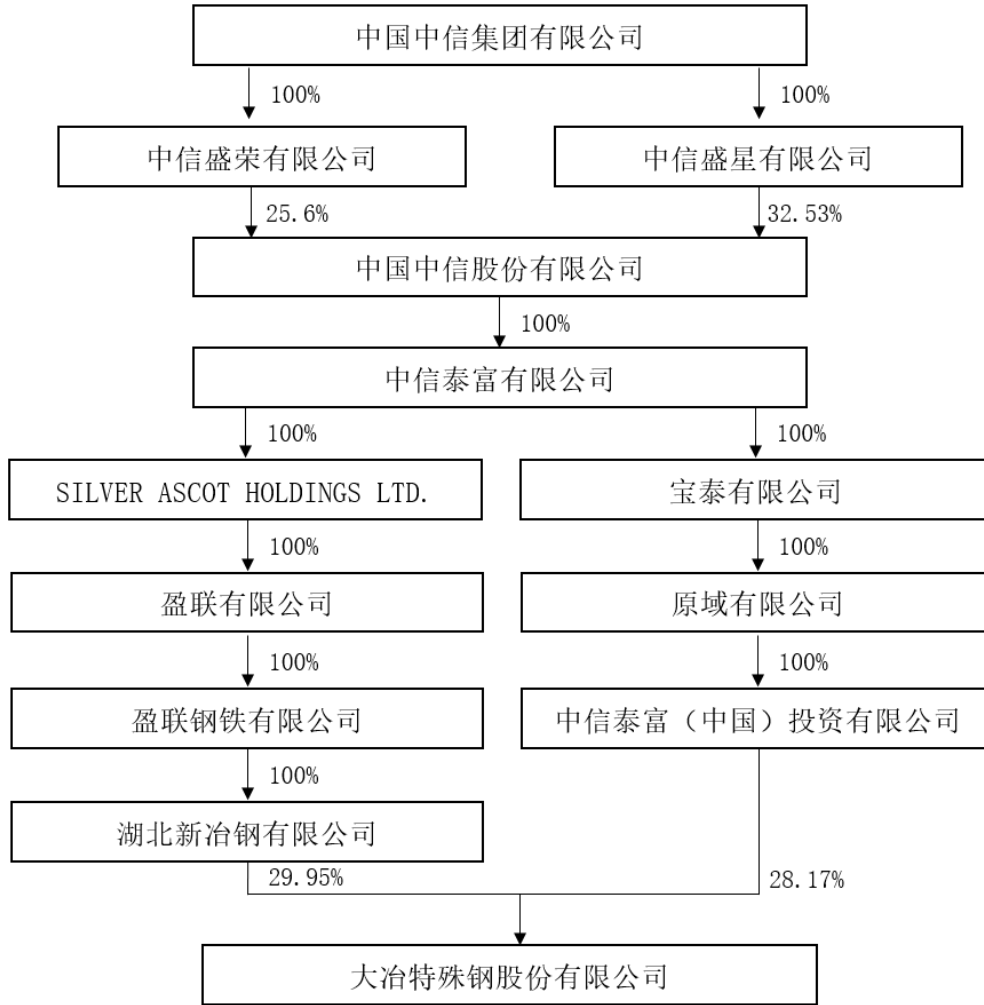 中国中信集团有限公司
100%
100%
中信盛荣有限公司
中信盛星有限公司
25.6%
32.53%
中国中信股份有限公司
100%
中信泰富有限公司
100%
100%
SILVER ASCOT HOLDINGS LTD.
宝泰有限公司
100%
100%
盈联有限公司
原域有限公司
100%
100%
盈联钢铁有限公司
中信泰富（中国）投资有限公司
100%
湖北新冶钢有限公司
29.95%
28.17%
大冶特殊钢股份有限公司